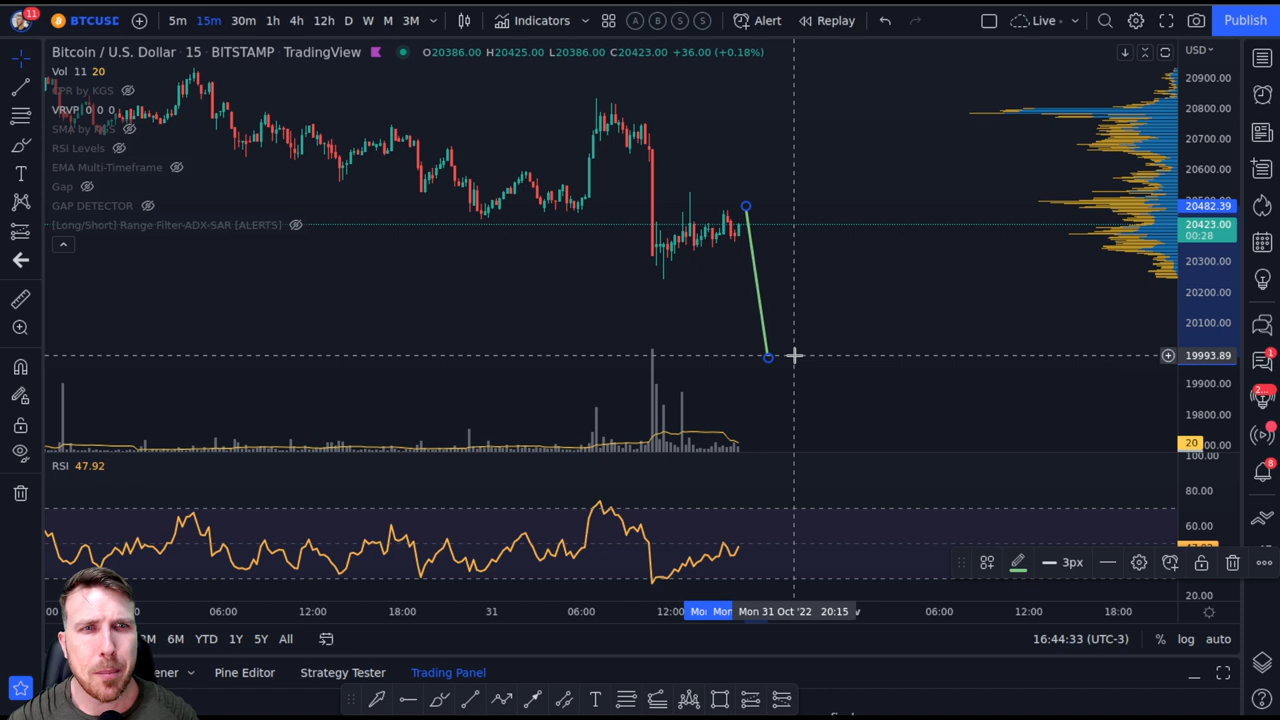 11
BTCUSD 5m 15m 30m 1h 4h 12h D W M 3M Indicators A B S S Alert Replay Live Publish
Bitcoin / U.S. Dollar · 15 · BITSTAMP · TradingView O20386.00 H20425.00 L20386.00 C20423.00 +36.00 (+0.18%)
USD
Vol 11 20
CPR by KGS
VRVP 0 0 0
SMA by KGS
RSI Levels
EMA Multi-Timeframe
Gap
GAP DETECTOR
[Long/Short] Range Filter-ADX-SAR [ALERTS]
20900.00
20800.00
20700.00
20600.00
20482.39
20423.00
00:28
20300.00
20200.00
20100.00
19993.89
19900.00
19800.00
20
00.00
1
2...
8
RSI 47.92
100.00
80.00
60.00
20.00
3px
00 06:00 12:00 18:00 31 06:00 12:00 Mon Mon 31 Oct '22 20:15 06:00 12:00 18:00
6M YTD 1Y 5Y All 16:44:33 (UTC-3) % log auto
ener Pine Editor Strategy Tester Trading Panel
T